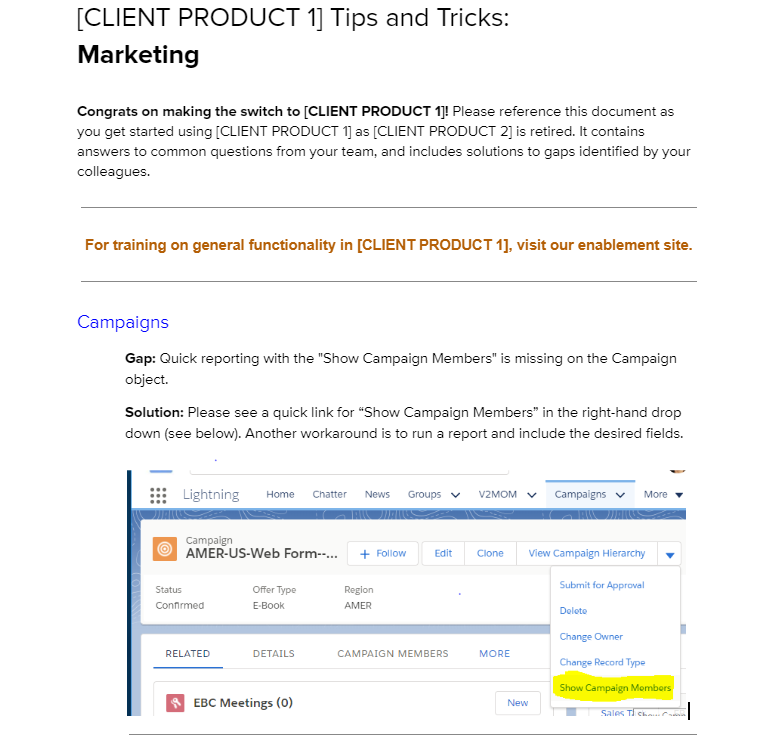 [CLIENT PRODUCT 1] Tips and Tricks:
Marketing
Congrats on making the switch to [CLIENT PRODUCT 1]! Please reference this document as
you get started using [CLIENT PRODUCT 1] as [CLIENT PRODUCT 2] is retired. It contains
answers to common questions from your team, and includes solutions to gaps identified by your
colleagues.
For training on general functionality in [CLIENT PRODUCT 1], visit our enablement site.
Campaigns
Gap: Quick reporting with the "Show Campaign Members" is missing on the Campaign
object.
Solution: Please see a quick link for “Show Campaign Members” in the right-hand drop
down (see below). Another workaround is to run a report and include the desired fields.
Lightning Home Chatter News Groups V2MOM Campaigns More
Campaign
AMER-US-Web Form--... + Follow Edit Clone View Campaign Hierarchy
Submit for Approval
Status Offer Type Region
Confirmed E-Book AMER
Delete
Change Owner
RELATED DETAILS CAMPAIGN MEMBERS MORE
Change Record Type
Show Campaign Members
EBC Meetings (0) New
Sales